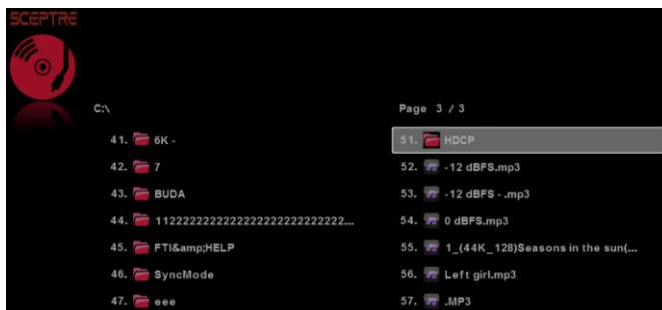 SCEPTRE
C:\
41. 6K -
42. 7
43. BUDA
44. 1122222222222222222222222222...
45. FTI&amp;HELP
46. SyncMode
47. eee
Page 3 / 3
51. HDCP
52. -12 dBFS.mp3
53. -12 dBFS - .mp3
54. 0 dBFS.mp3
55. 1_(44K_128)Seasons in the sun(...
56. Left girl.mp3
57. .MP3